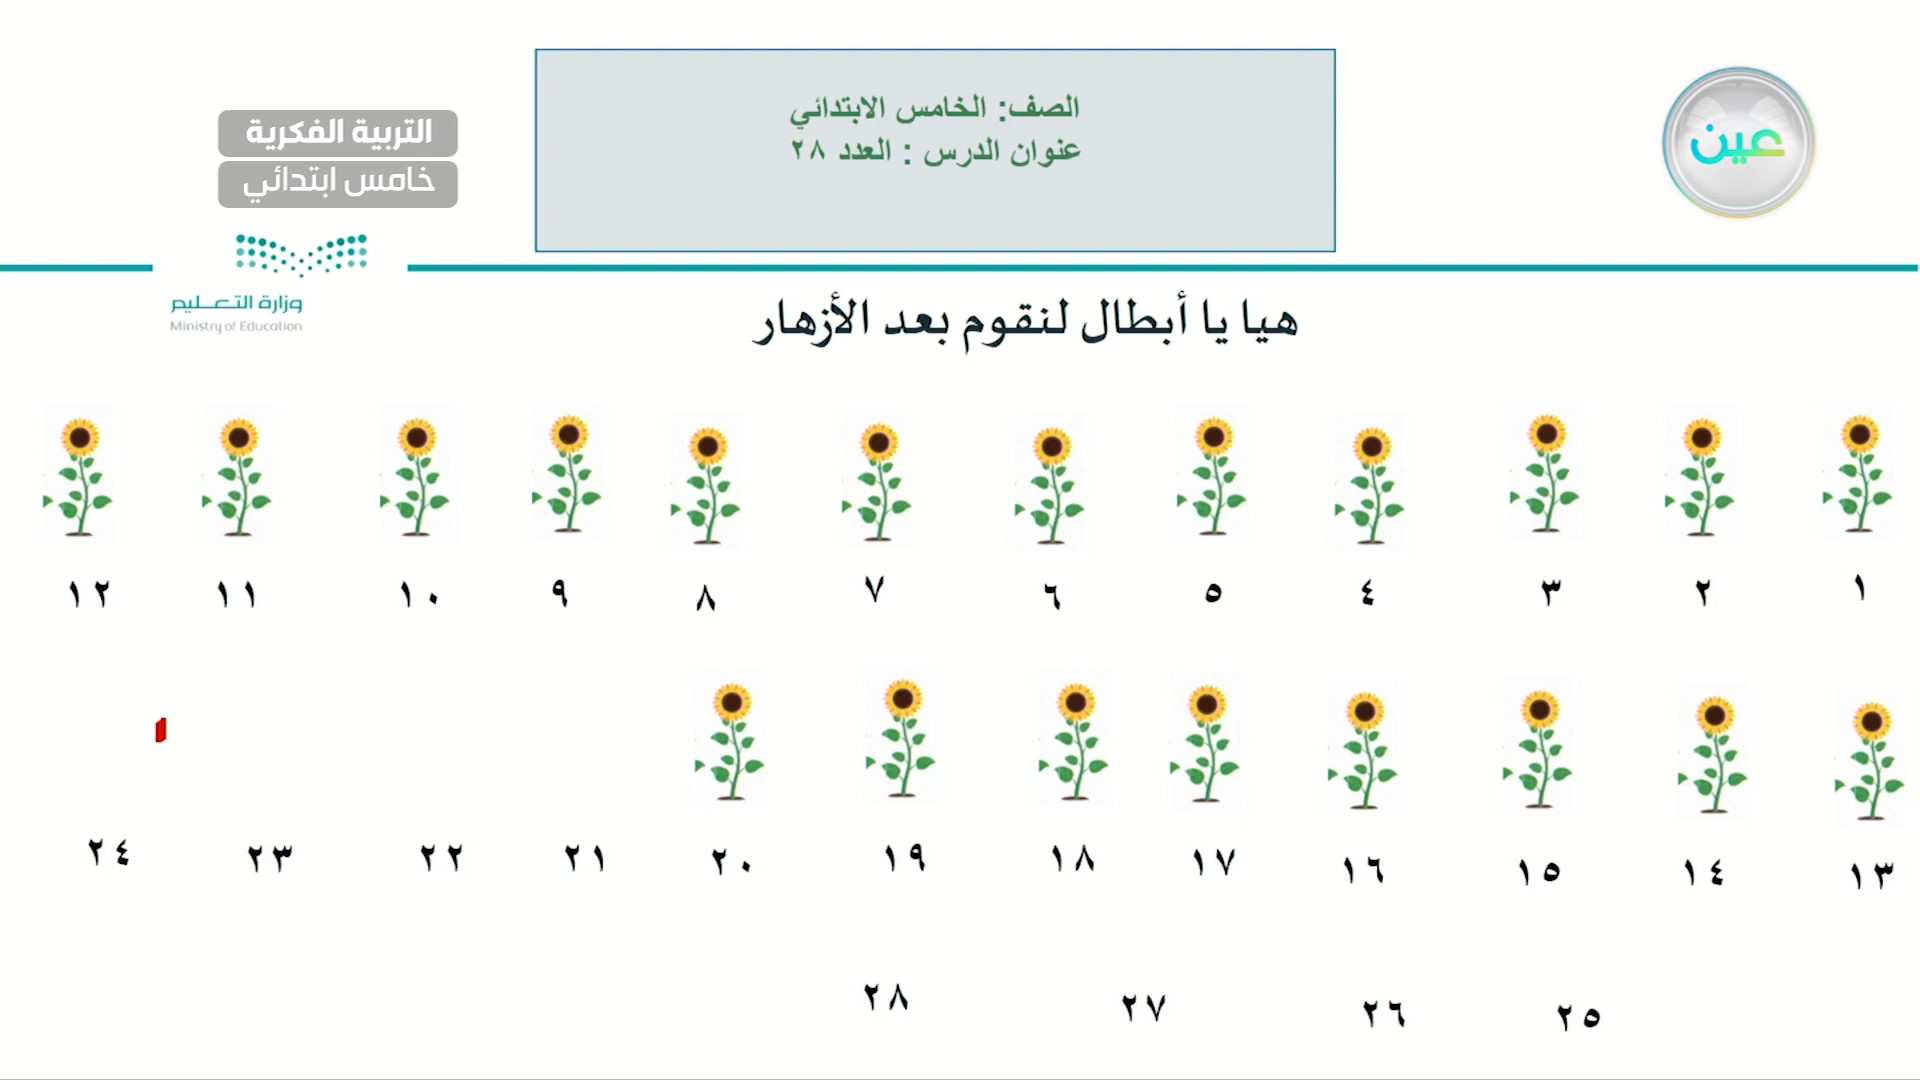 الصف: الخامس الابتدائي
عنوان الدرس : العدد ٢٨
عين
التربية الفكرية
خامس ابتدائي
وزارة التعليم
Ministry of Education
هيا يا أبطال لنقوم بعد الأزهار
١ ٢ ٣ ٤ ٥ ٦ ٧ ٨ ٩ ١٠ ١١ ١٢
١٣ ١٤ ١٥ ١٦ ١٧ ١٨ ١٩ ٢٠ ٢١ ٢٢ ٢٣ ٢٤
٢٥ ٢٦ ٢٧ ٢٨